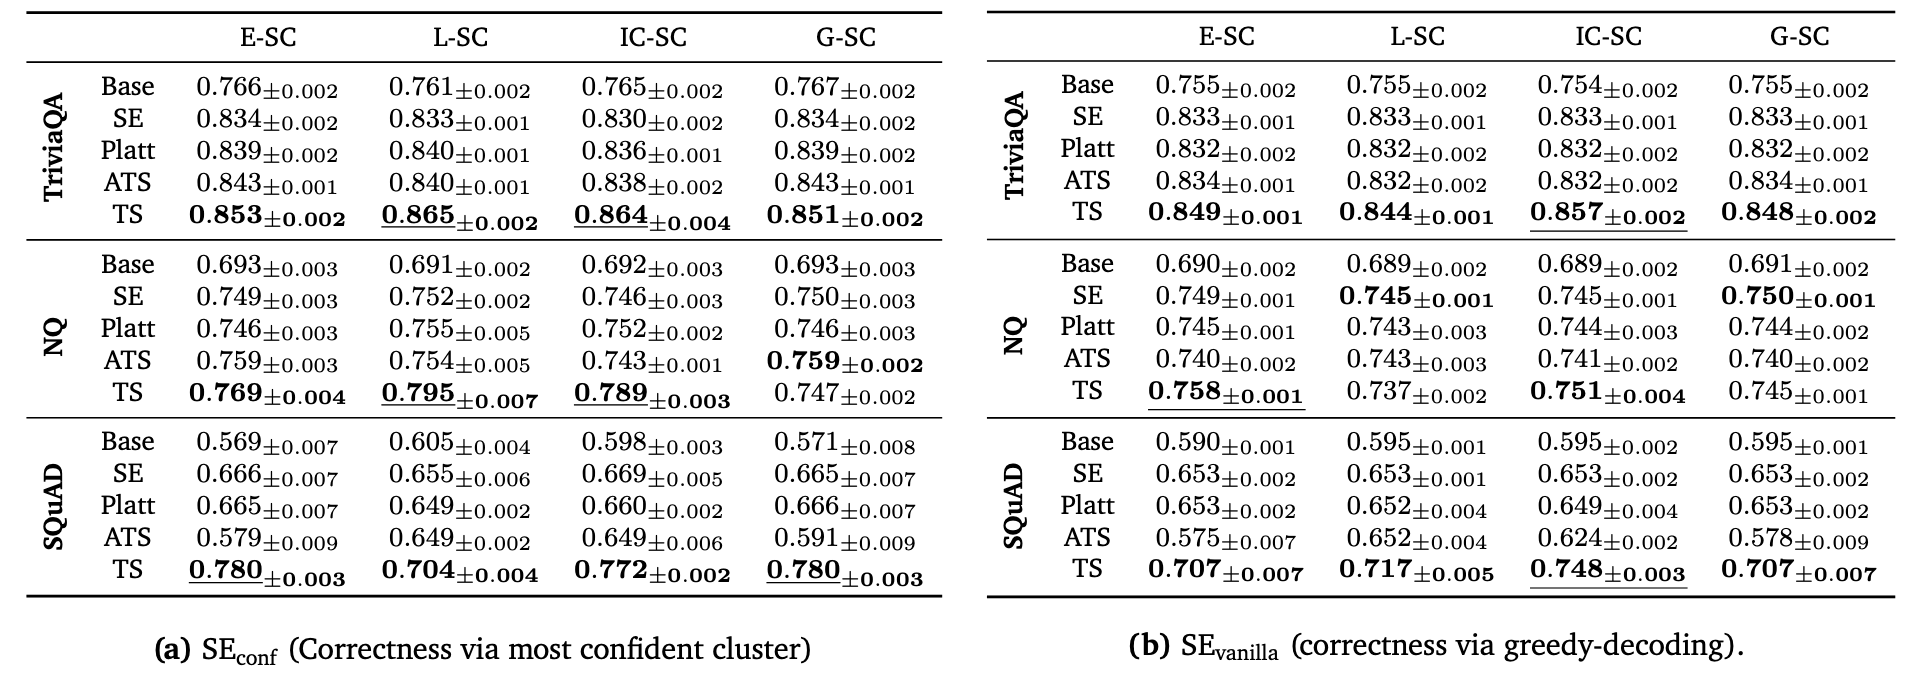 E-SC L-SC IC-SC G-SC
TriviaQA
Base 0.766±0.002 0.761±0.002 0.765±0.002 0.767±0.002
SE 0.834±0.002 0.833±0.001 0.830±0.002 0.834±0.002
Platt 0.839±0.002 0.840±0.001 0.836±0.001 0.839±0.002
ATS 0.843±0.001 0.840±0.001 0.838±0.002 0.843±0.001
TS 0.853±0.002 0.865±0.002 0.864±0.004 0.851±0.002
NQ
Base 0.693±0.003 0.691±0.002 0.692±0.003 0.693±0.003
SE 0.749±0.003 0.752±0.002 0.746±0.003 0.750±0.003
Platt 0.746±0.003 0.755±0.005 0.752±0.002 0.746±0.003
ATS 0.759±0.003 0.754±0.005 0.743±0.001 0.759±0.002
TS 0.769±0.004 0.795±0.007 0.789±0.003 0.747±0.002
SQuAD
Base 0.569±0.007 0.605±0.004 0.598±0.003 0.571±0.008
SE 0.666±0.007 0.655±0.006 0.669±0.005 0.665±0.007
Platt 0.665±0.007 0.649±0.002 0.660±0.002 0.666±0.007
ATS 0.579±0.009 0.649±0.002 0.649±0.006 0.591±0.009
TS 0.780±0.003 0.704±0.004 0.772±0.002 0.780±0.003
(a) SEconf (Correctness via most confident cluster)
E-SC L-SC IC-SC G-SC
TriviaQA
Base 0.755±0.002 0.755±0.002 0.754±0.002 0.755±0.002
SE 0.833±0.001 0.833±0.001 0.833±0.001 0.833±0.001
Platt 0.832±0.002 0.832±0.002 0.832±0.002 0.832±0.002
ATS 0.834±0.001 0.832±0.002 0.832±0.002 0.834±0.001
TS 0.849±0.001 0.844±0.001 0.857±0.002 0.848±0.002
NQ
Base 0.690±0.002 0.689±0.002 0.689±0.002 0.691±0.002
SE 0.749±0.001 0.745±0.001 0.745±0.001 0.750±0.001
Platt 0.745±0.001 0.743±0.003 0.744±0.003 0.744±0.002
ATS 0.740±0.002 0.743±0.003 0.741±0.002 0.740±0.002
TS 0.758±0.001 0.737±0.002 0.751±0.004 0.745±0.001
SQuAD
Base 0.590±0.001 0.595±0.001 0.595±0.002 0.595±0.001
SE 0.653±0.002 0.653±0.001 0.653±0.002 0.653±0.002
Platt 0.653±0.002 0.652±0.004 0.649±0.004 0.653±0.002
ATS 0.575±0.007 0.652±0.004 0.624±0.002 0.578±0.009
TS 0.707±0.007 0.717±0.005 0.748±0.003 0.707±0.007
(b) SEvanilla (correctness via greedy-decoding).